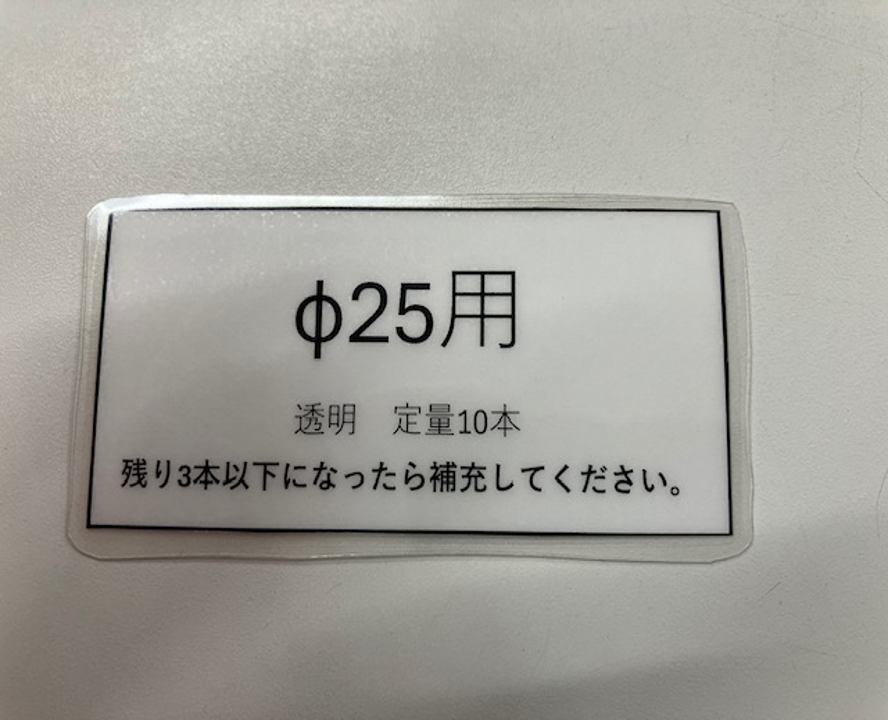 φ25用
透明　定量10本
残り3本以下になったら補充してください。